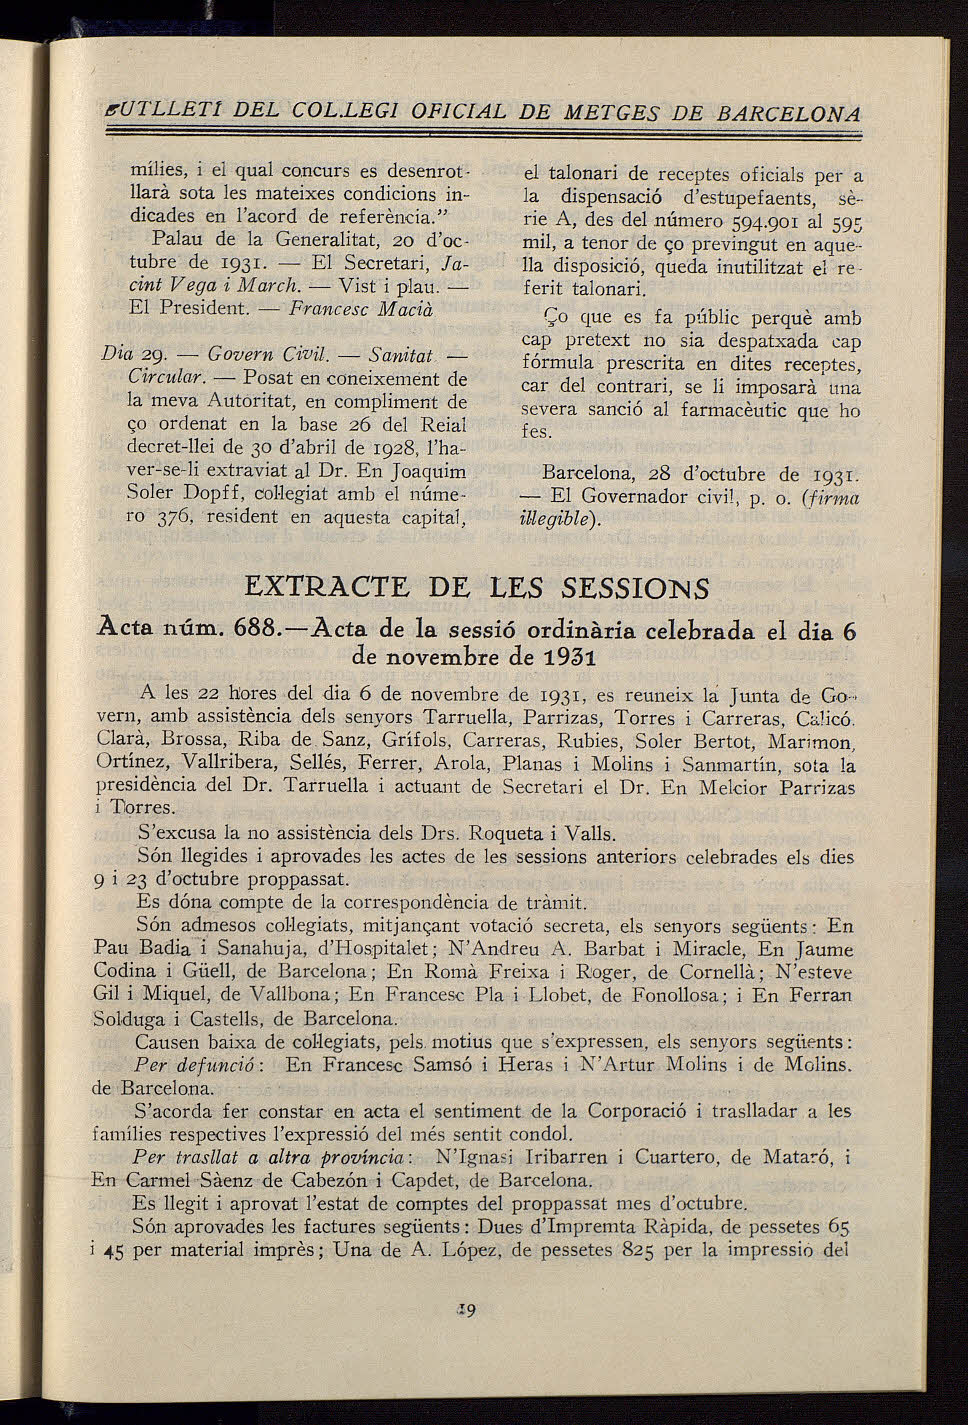 BUTLLETÍ DEL COL.LEGI OFICIAL DE METGES DE BARCELONA
mílies, i el qual concurs es desenrot-
llarà sota les mateixes condicions in-
dicades en l'acord de referència."
Palau de la Generalitat, 20 d'oc-
tubre de 1931. — El Secretari, Ja-
cint Vega i March. — Vist i plau. —
El President. — Francesc Macià
Dia 29. — Govern Civil. — Sanitat. —
Circular. — Posat en coneixement de
la meva Autoritat, en compliment de
ço ordenat en la base 26 del Reial
decret-llei de 30 d'abril de 1928, l'ha-
ver-se-li extraviat al Dr. En Joaquim
Soler Dopff, col·legiat amb el núme-
ro 376, resident en aquesta capital,
el talonari de receptes oficials per a
la dispensació d'estupefaents, sè-
rie A, des del número 594.901 al 595
mil, a tenor de ço previngut en aque-
lla disposició, queda inutilitzat el re-
ferit talonari.
Ço que es fa públic perquè amb
cap pretext no sia despatxada cap
fórmula prescrita en dites receptes,
car del contrari, se li imposarà una
severa sanció al farmacèutic que ho
fes.
Barcelona, 28 d'octubre de 1931.
— El Governador civil, p. o. (firma
il·legible).
EXTRACTE DE LES SESSIONS
Acta núm. 688.—Acta de la sessió ordinària celebrada el dia 6
de novembre de 1931
A les 22 hores del dia 6 de novembre de 1931, es reuneix la Junta de Go-
vern, amb assistència dels senyors Tarruella, Parrizas, Torres i Carreras, Calicó,
Clarà, Brossa, Riba de Sanz, Grífols, Carreras, Rubies, Soler Bertot, Marimon,
Ortínez, Vallribera, Sellés, Ferrer, Arola, Planas i Molins i Sanmartín, sota la
presidència del Dr. Tarruella i actuant de Secretari el Dr. En Melcior Parrizas
i Torres.
S'excusa la no assistència dels Drs. Roqueta i Valls.
Són llegides i aprovades les actes de les sessions anteriors celebrades els dies
9 i 23 d'octubre proppassat.
Es dóna compte de la correspondència de tràmit.
Són admesos col·legiats, mitjançant votació secreta, els senyors següents: En
Pau Badia i Sanahuja, d'Hospitalet; N'Andreu A. Barbat i Miracle, En Jaume
Codina i Güell, de Barcelona; En Romà Freixa i Roger, de Cornellà; N'esteve
Gil i Miquel, de Vallbona; En Francesc Pla i Llobet, de Fonollosa; i En Ferran
Solduga i Castells, de Barcelona.
Causen baixa de col·legiats, pels motius que s'expressen, els senyors següents:
Per defunció: En Francesc Samsó i Heras i N'Artur Molins i de Molins,
de Barcelona.
S'acorda fer constar en acta el sentiment de la Corporació i traslladar a les
famílies respectives l'expressió del més sentit condol.
Per trasllat a altra província: N'Ignasi Iribarren i Cuartero, de Mataró, i
En Carmel Sàenz de Cabezón i Capdet, de Barcelona.
Es llegit i aprovat l'estat de comptes del proppassat mes d'octubre.
Són aprovades les factures següents: Dues d'Impremta Ràpida, de pessetes 65
i 45 per material imprès; Una de A. López, de pessetes 825 per la impressió del
19